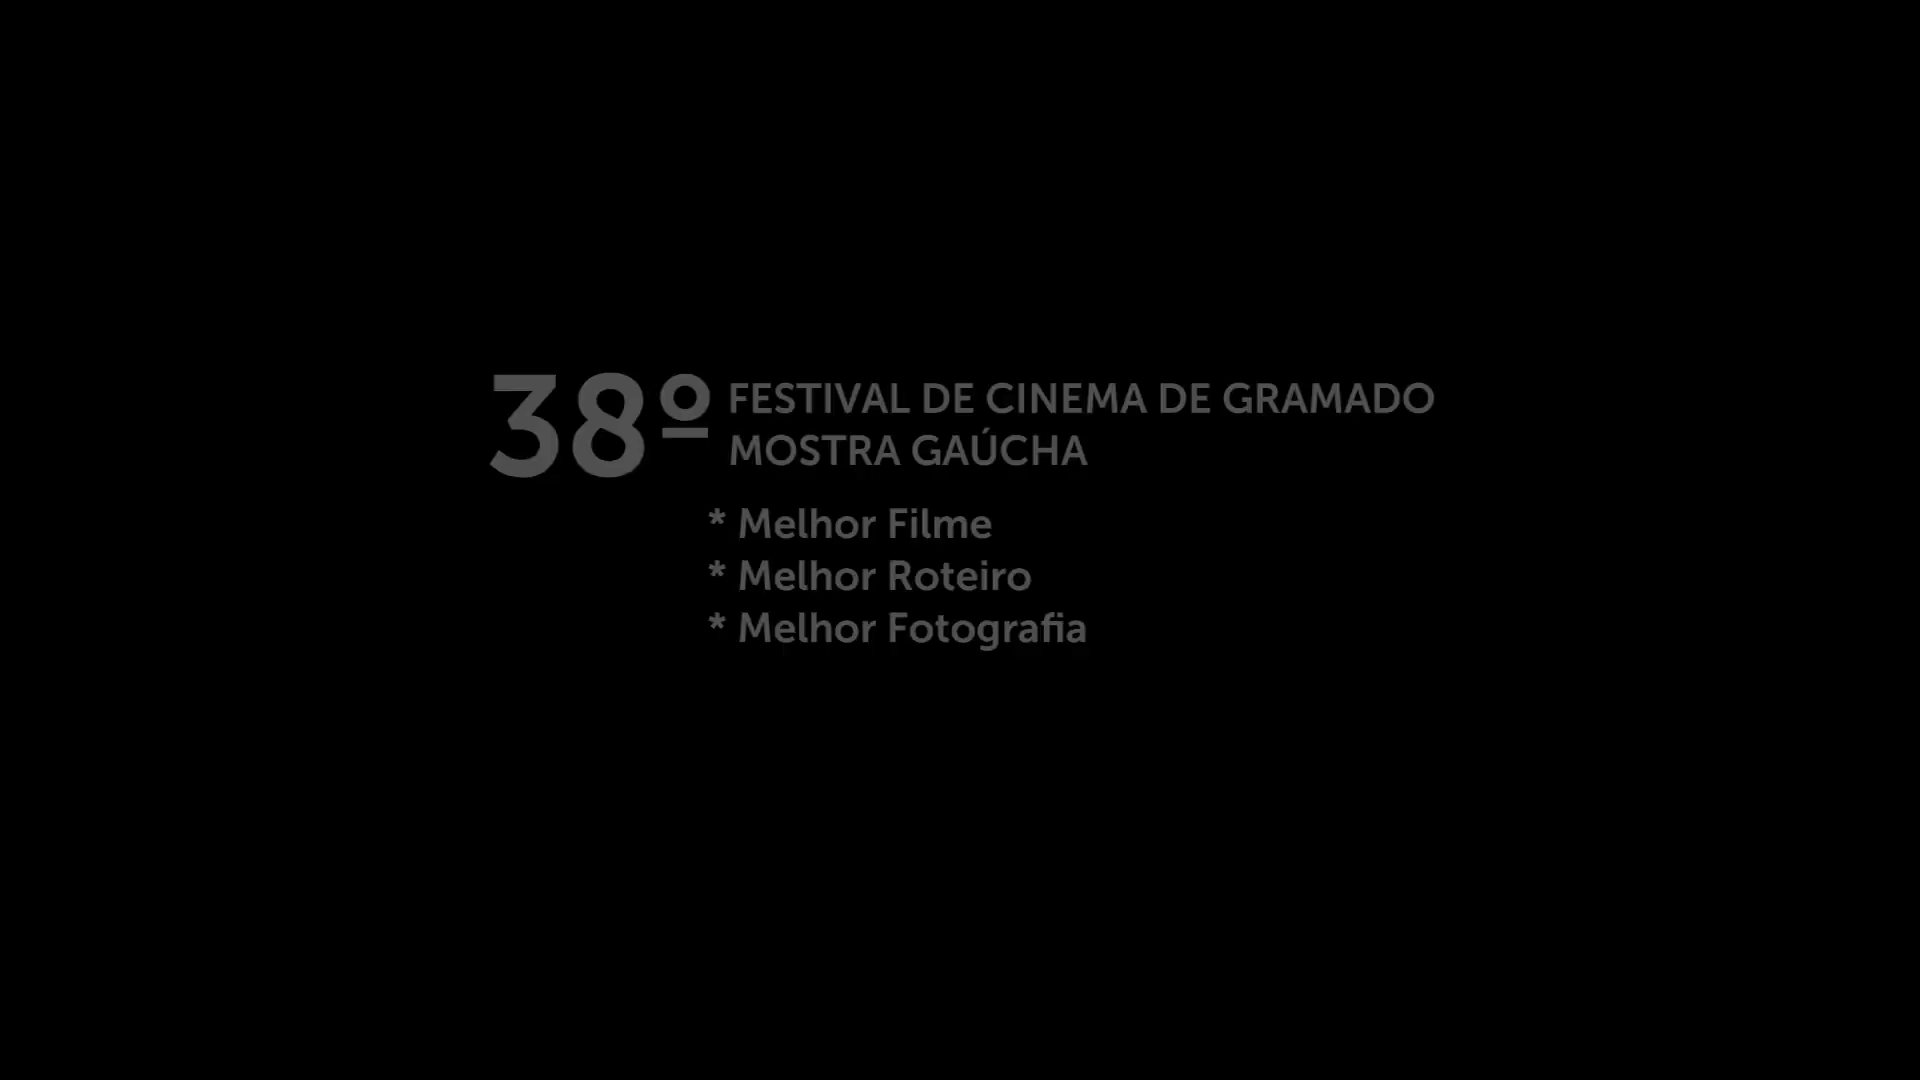 38º FESTIVAL DE CINEMA DE GRAMADO
MOSTRA GAÚCHA
* Melhor Filme
* Melhor Roteiro
* Melhor Fotografia